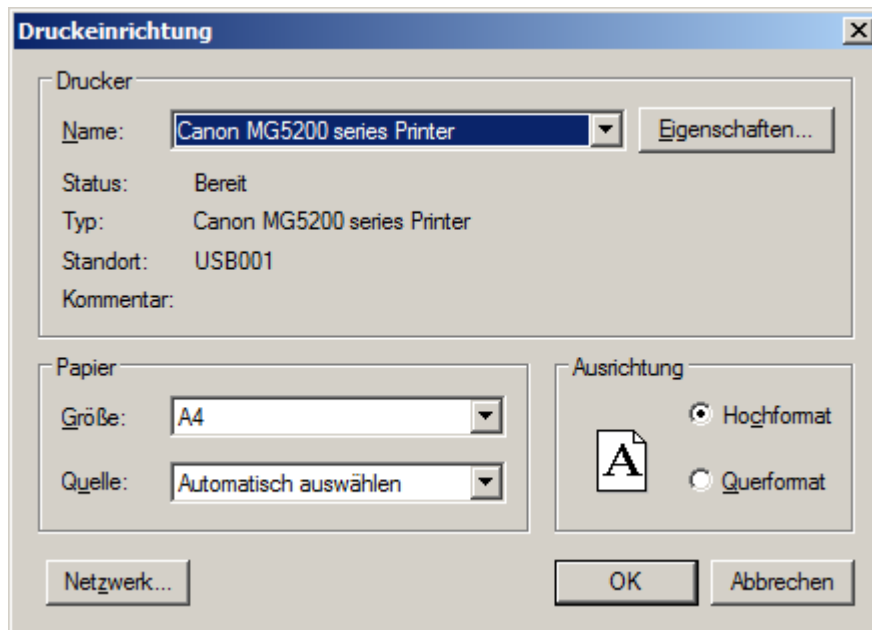 Druckeinrichtung
Drucker
Name: Canon MG5200 series Printer Eigenschaften...
Status: Bereit
Typ: Canon MG5200 series Printer
Standort: USB001
Kommentar:
Papier
Größe: A4
Quelle: Automatisch auswählen
Ausrichtung
A
Hochformat
Querformat
Netzwerk... OK Abbrechen